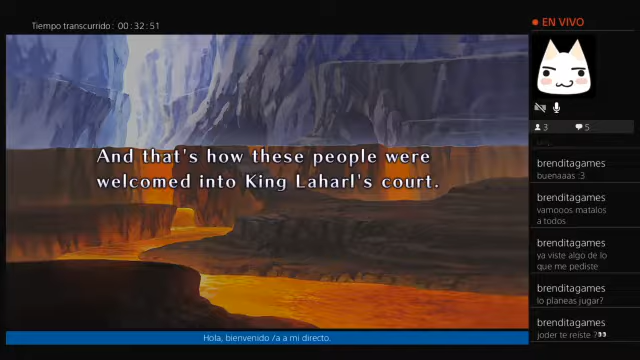 Tiempo transcurrido: 00:32:51
EN VIVO
And that's how these people were
welcomed into King Laharl's court.
3
5
brenditagames
buenaaas :3
brenditagames
vamooos matalos
a todos
brenditagames
ya viste algo de lo
que me pediste
brenditagames
lo planeas jugar?
brenditagames
joder te reiste
Hola, bienvenido /a a mi directo.